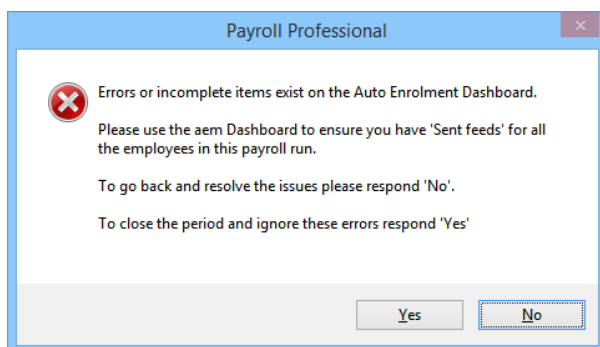 Payroll Professional
Errors or incomplete items exist on the Auto Enrolment Dashboard.
Please use the aem Dashboard to ensure you have 'Sent feeds' for all
the employees in this payroll run.
To go back and resolve the issues please respond 'No'.
To close the period and ignore these errors respond 'Yes'
Yes
No